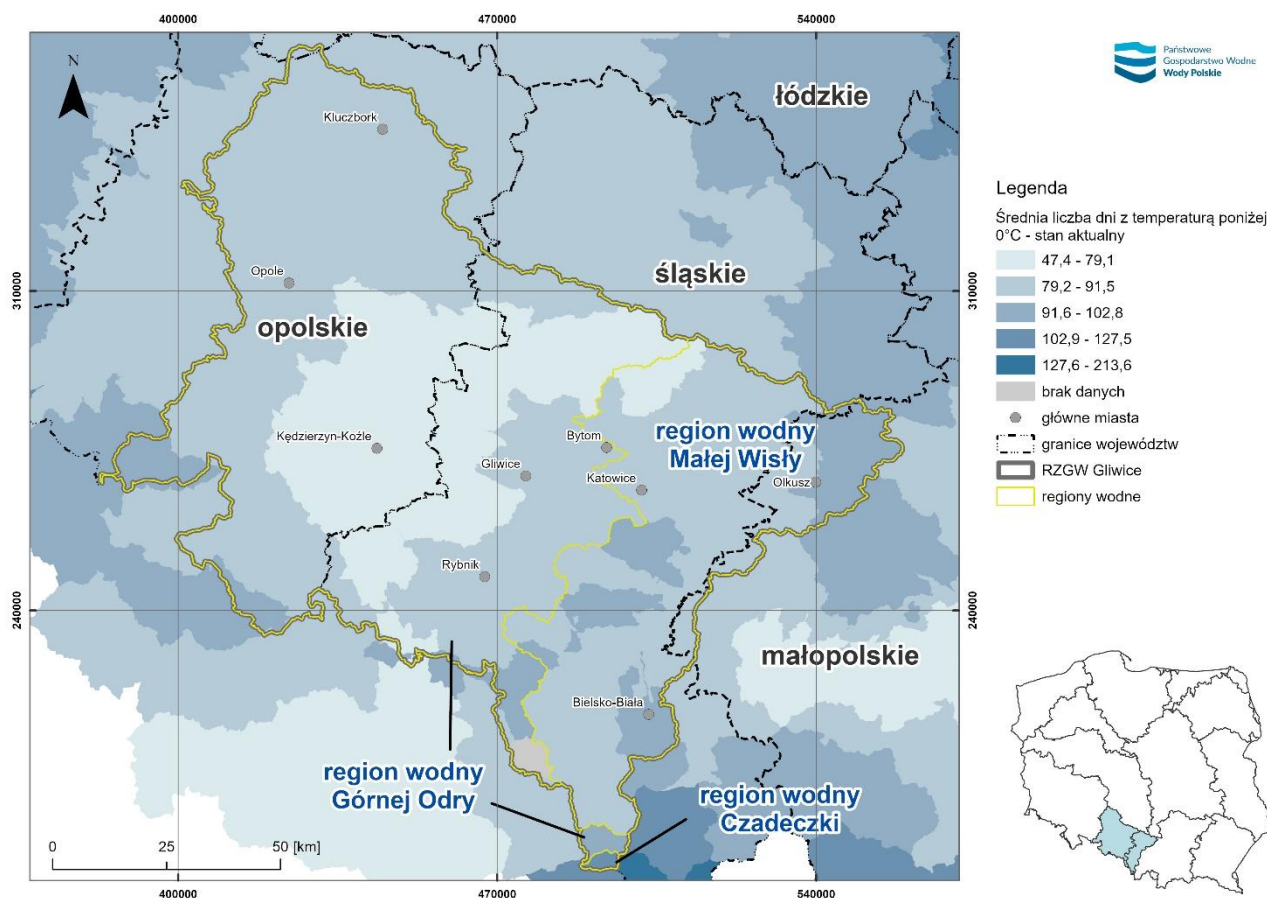 400000
470000
540000
N
Państwowe
Gospodarstwo Wodne
Wody Polskie
łódzkie
Kluczbork
Legenda
Średnia liczba dni z temperaturą poniżej
0°C - stan aktualny
47,4 - 79,1
79,2 - 91,5
91,6 - 102,8
102,9 - 127,5
127,6 - 213,6
brak danych
główne miasta
granice województw
RZGW Gliwice
regiony wodne
Opole
śląskie
310000
310000
opolskie
Kędzierzyn-Koźle
Bytom
region wodny
Małej Wisły
Gliwice
Katowice
Olkusz
Rybnik
240000
240000
małopolskie
Bielsko-Biała
region wodny
Górnej Odry
region wodny
Czadeczki
0
25
50 [km]
400000
470000
540000